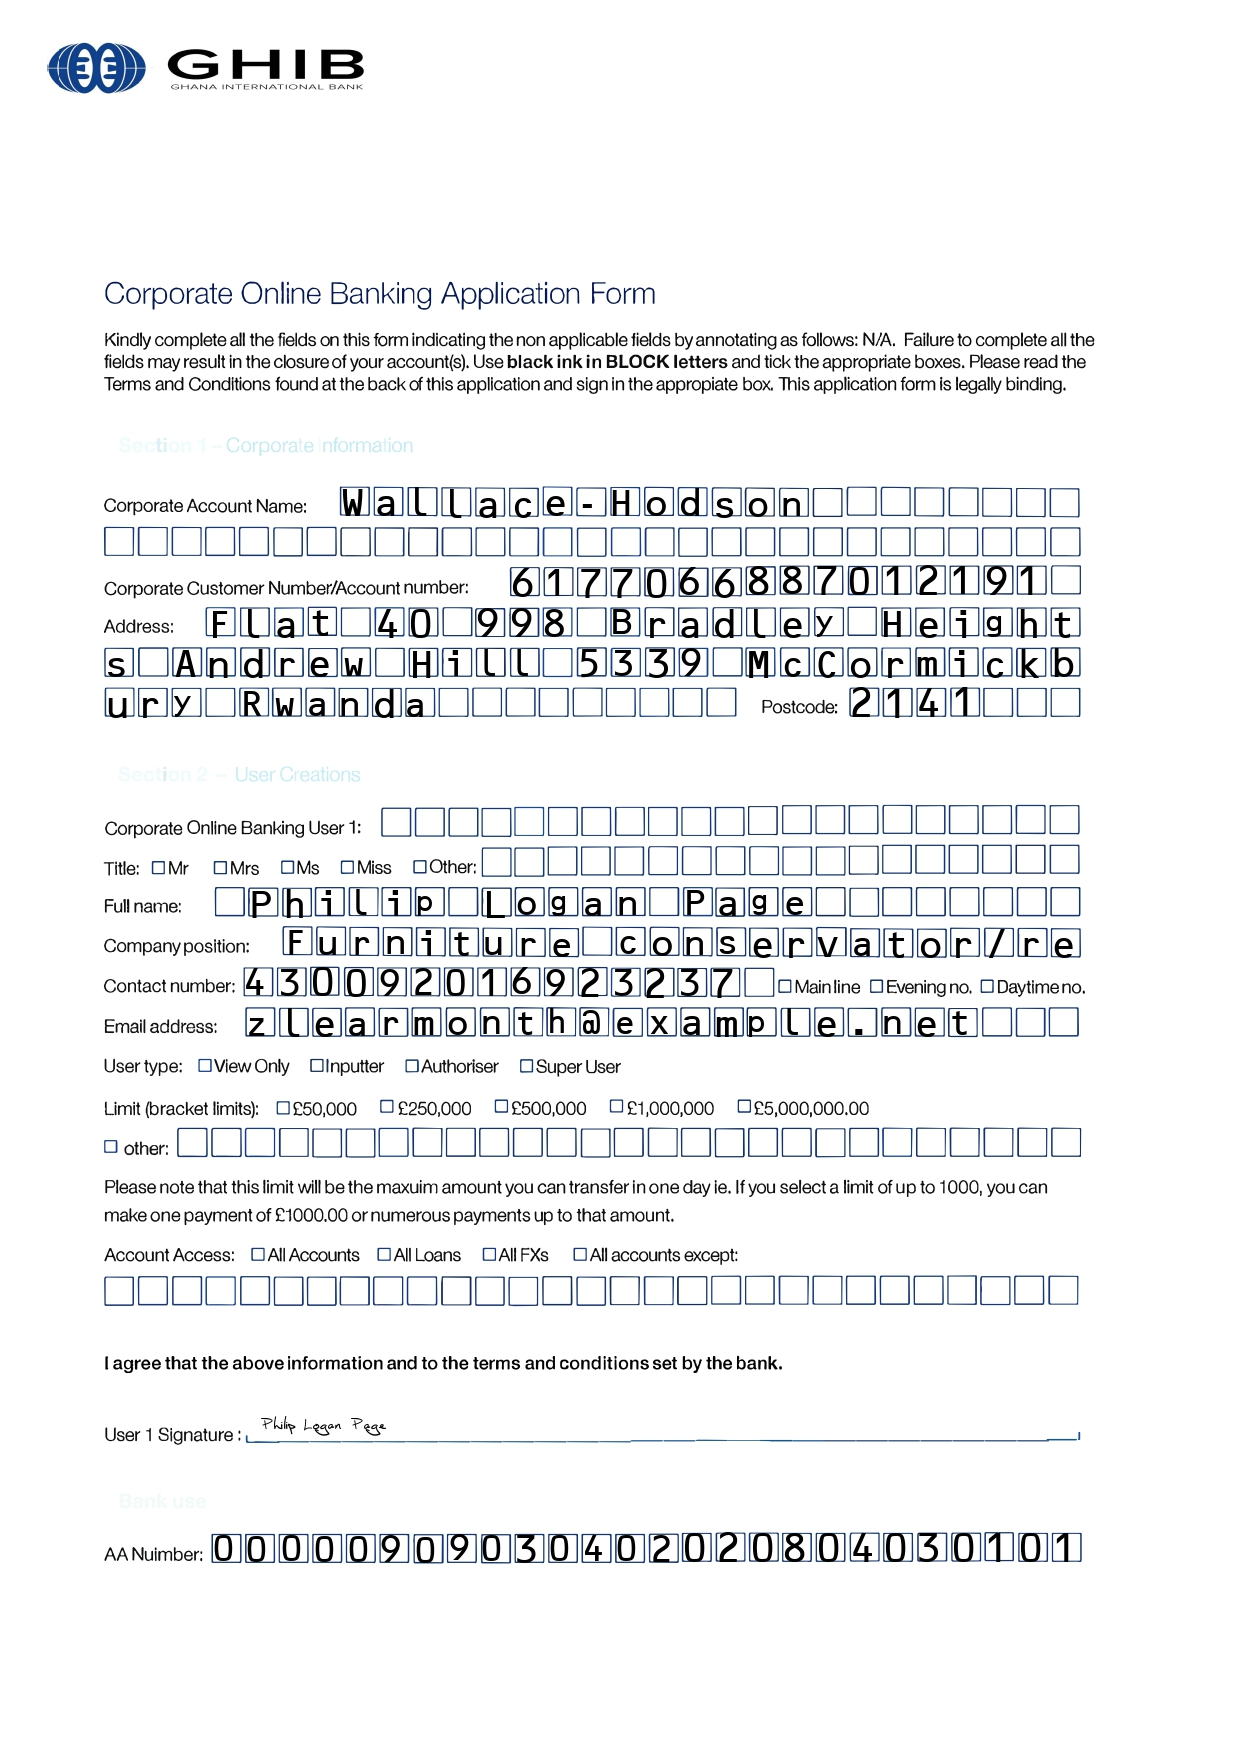 GHIB
GHANA INTERNATIONAL BANK
Corporate Online Banking Application Form
Kindly complete all the fields on this form indicating the non applicable fields by annotating as follows: N/A. Failure to complete all the
fields may result in the closure of your account(s). Use black ink in BLOCK letters and tick the appropriate boxes. Please read the
Terms and Conditions found at the back of this application and sign in the appropiate box. This application form is legally binding.
Section 1 – Corporate Information
Corporate Account Name: Wallace-Hodson
Corporate Customer Number/Account number: 6177066887012191
Address: Flat 40 998 Bradley Height
s Andrew Hill 5339 McCormickb
ury Rwanda Postcode: 2141
Section 2 – User Creations
Corporate Online Banking User 1:
Title: Mr Mrs Ms Miss Other:
Full name: Philip Logan Page
Company position: Furniture conservator/re
Contact number: 430092016923237 Main line Evening no. Daytime no.
Email address: zlearmonth@example.net
User type: View Only Inputter Authoriser Super User
Limit (bracket limits): £50,000 £250,000 £500,000 £1,000,000 £5,000,000.00
other:
Please note that this limit will be the maxuim amount you can transfer in one day ie. If you select a limit of up to 1000, you can
make one payment of £1000.00 or numerous payments up to that amount.
Account Access: All Accounts All Loans All FXs All accounts except:
I agree that the above information and to the terms and conditions set by the bank.
User 1 Signature : Philip Logan Page
Bank use
AA Nuimber: 00000909030402020804030101